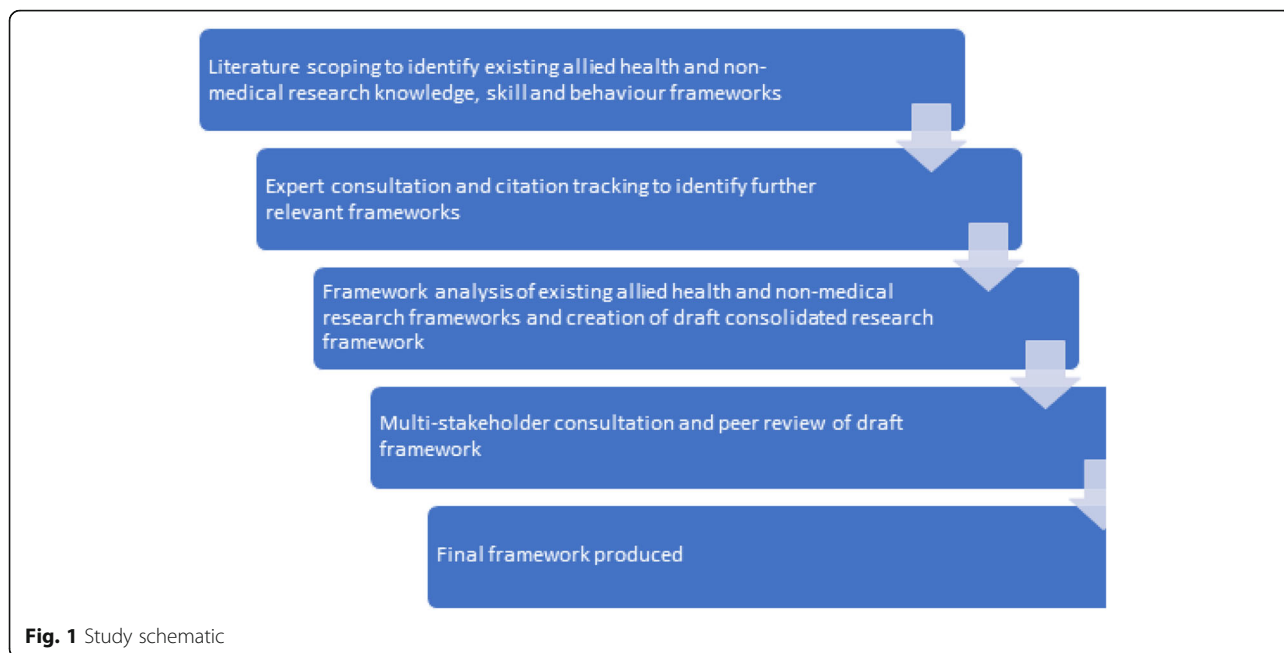 Literature scoping to identify existing allied health and non-
medical research knowledge, skill and behaviour frameworks
Expert consultation and citation tracking to identify further
relevant frameworks
Framework analysis of existing allied health and non-medical
research frameworks and creation of draft consolidated research
framework
Multi-stakeholder consultation and peer review of draft
framework
Final framework produced
Fig. 1 Study schematic